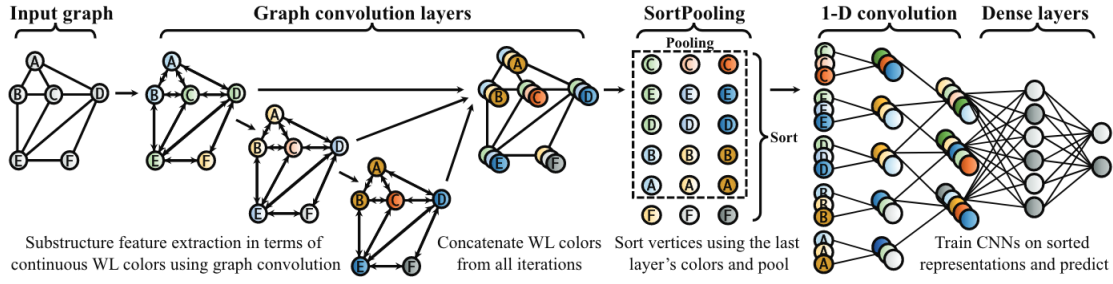 Input graph
Graph convolution layers
SortPooling
1-D convolution
Dense layers
Pooling
A
B C D
E F
A
B C D
E F
A
B C D
E F
A
B C D
E F
A
B C D
E F
C C C
E E E
D D D
B B B
A A A
F F F
Sort
C
C
C
E
E
E
D
D
D
B
B
B
A
A
A
Substructure feature extraction in terms of
continuous WL colors using graph convolution
Concatenate WL colors
from all iterations
Sort vertices using the last
layer's colors and pool
Train CNNs on sorted
representations and predict